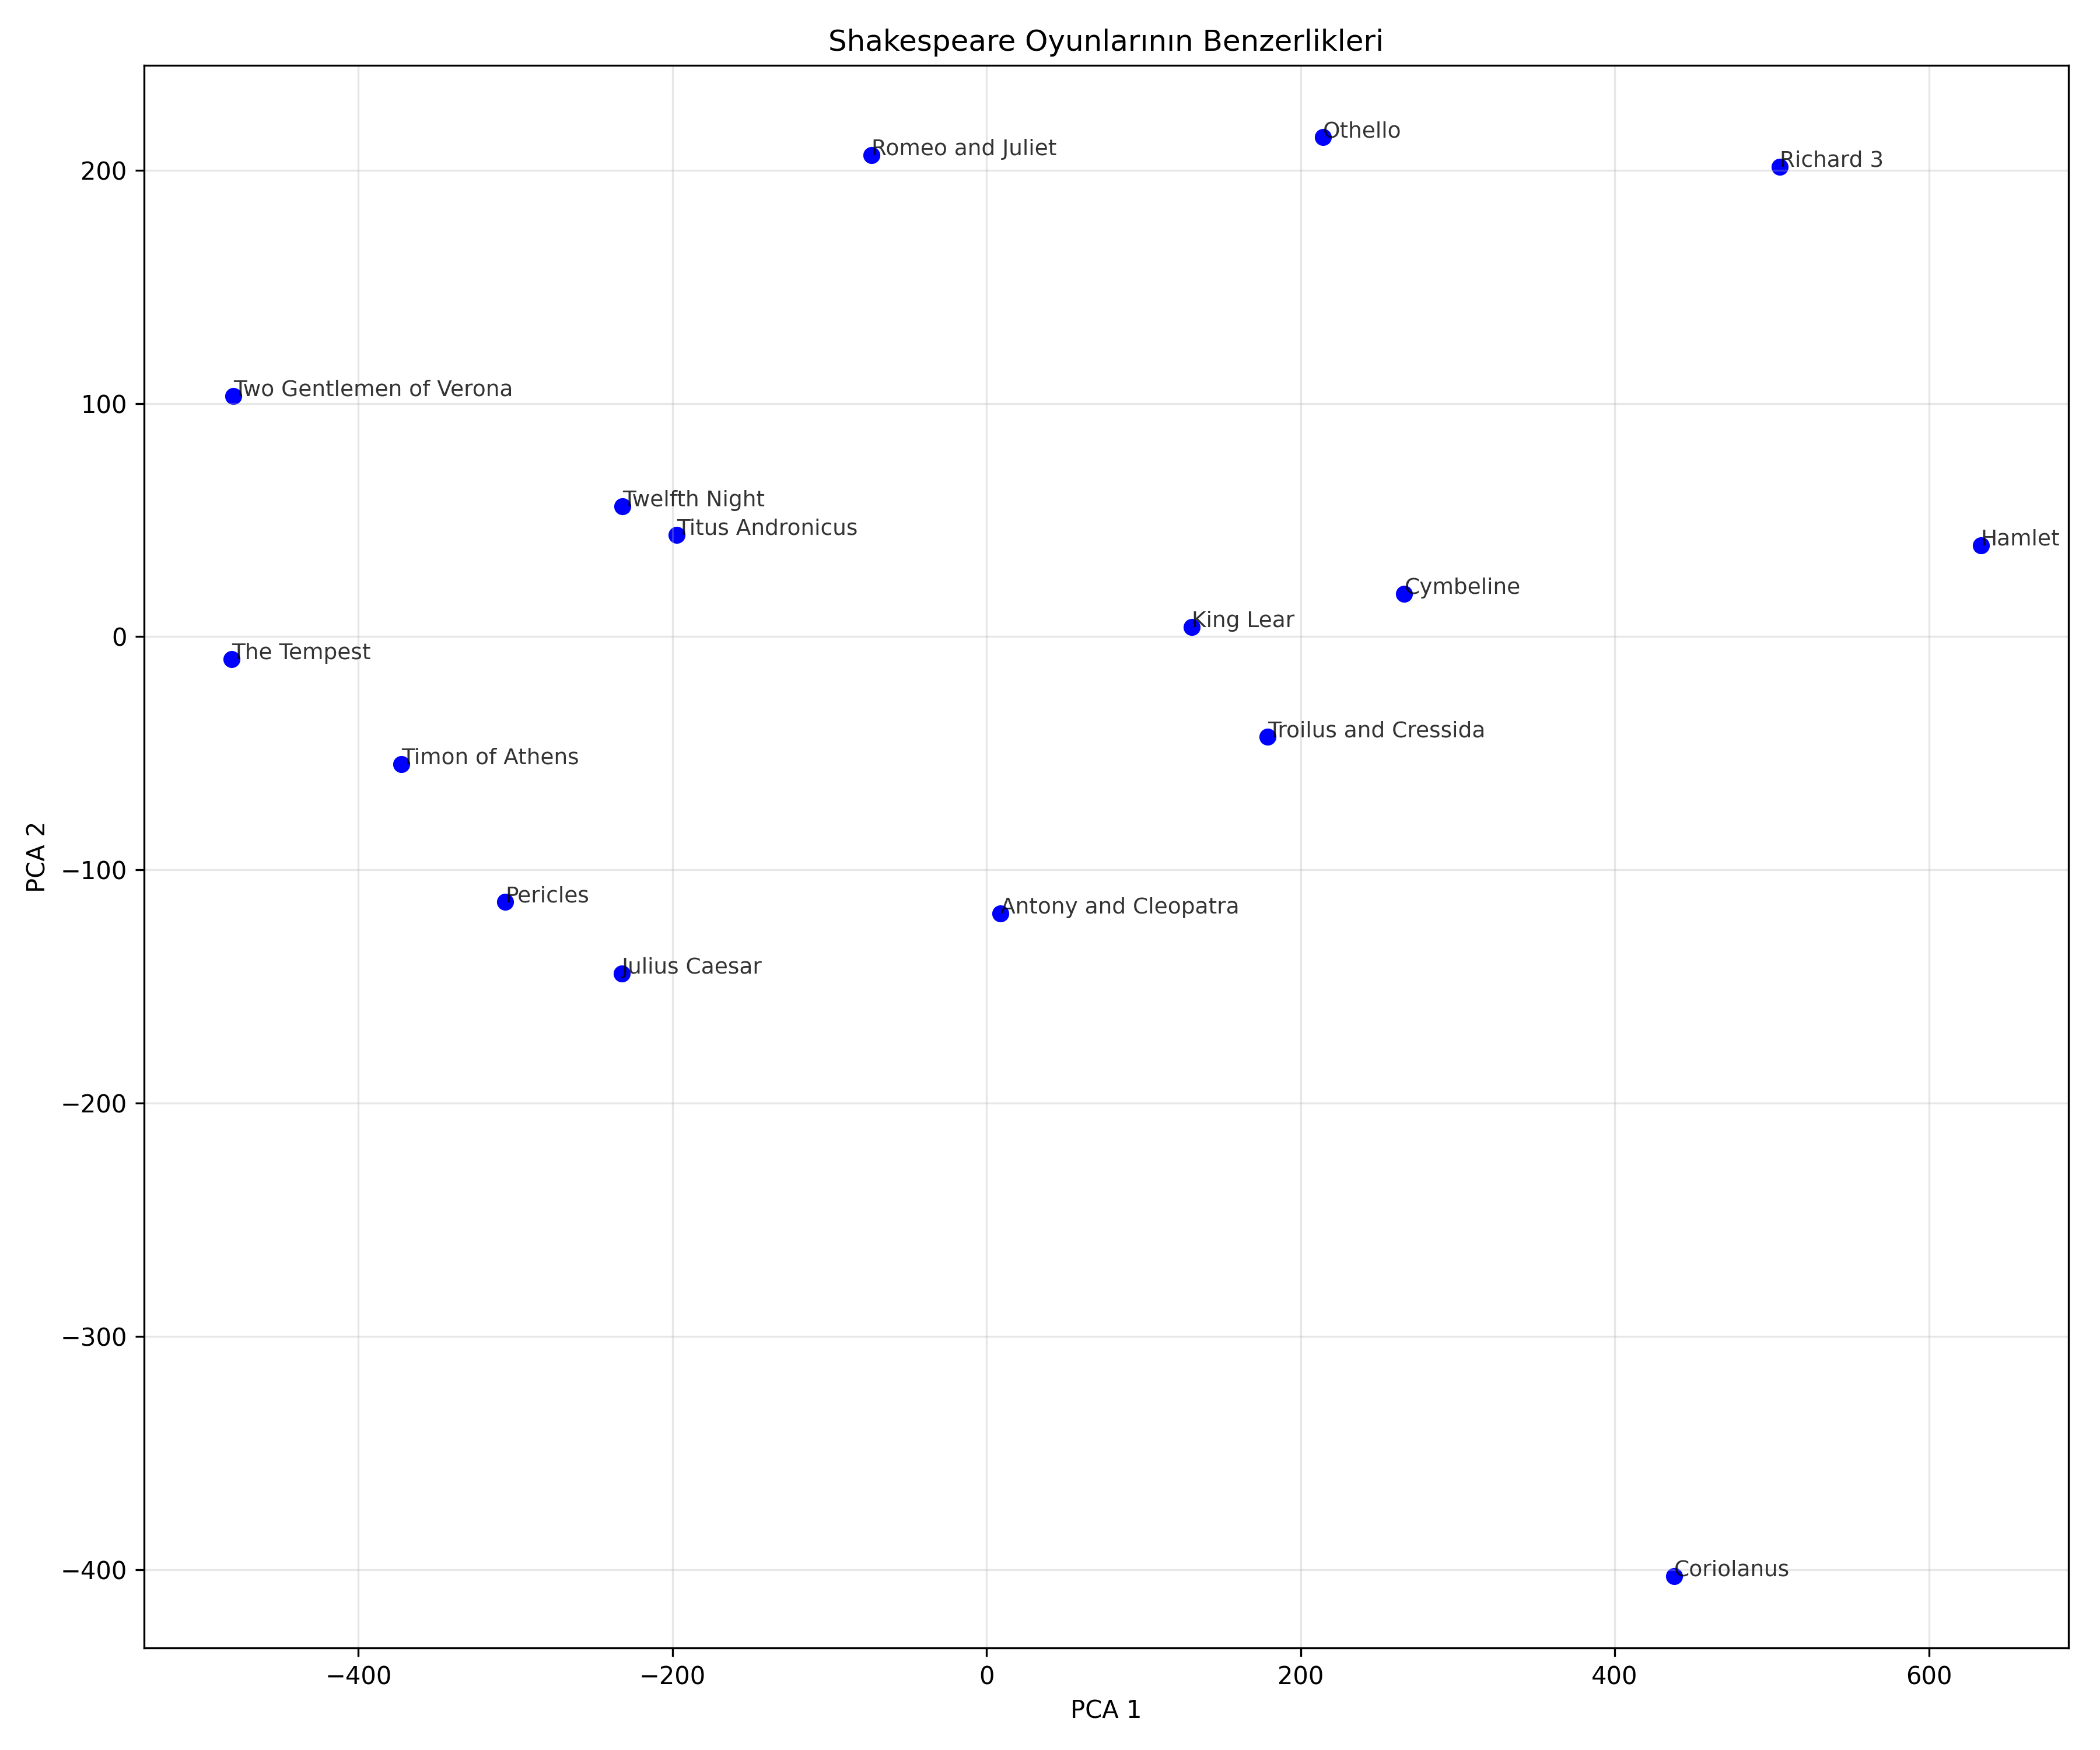 Shakespeare Oyunlarının Benzerlikleri
Othello
Romeo and Juliet
Richard 3
200
Two Gentlemen of Verona
100
Twelfth Night
Titus Andronicus
Hamlet
Cymbeline
King Lear
0
The Tempest
Troilus and Cressida
Timon of Athens
PCA 2
−100
Pericles
Antony and Cleopatra
Julius Caesar
−200
−300
−400
Coriolanus
−400 −200 0 200 400 600
PCA 1